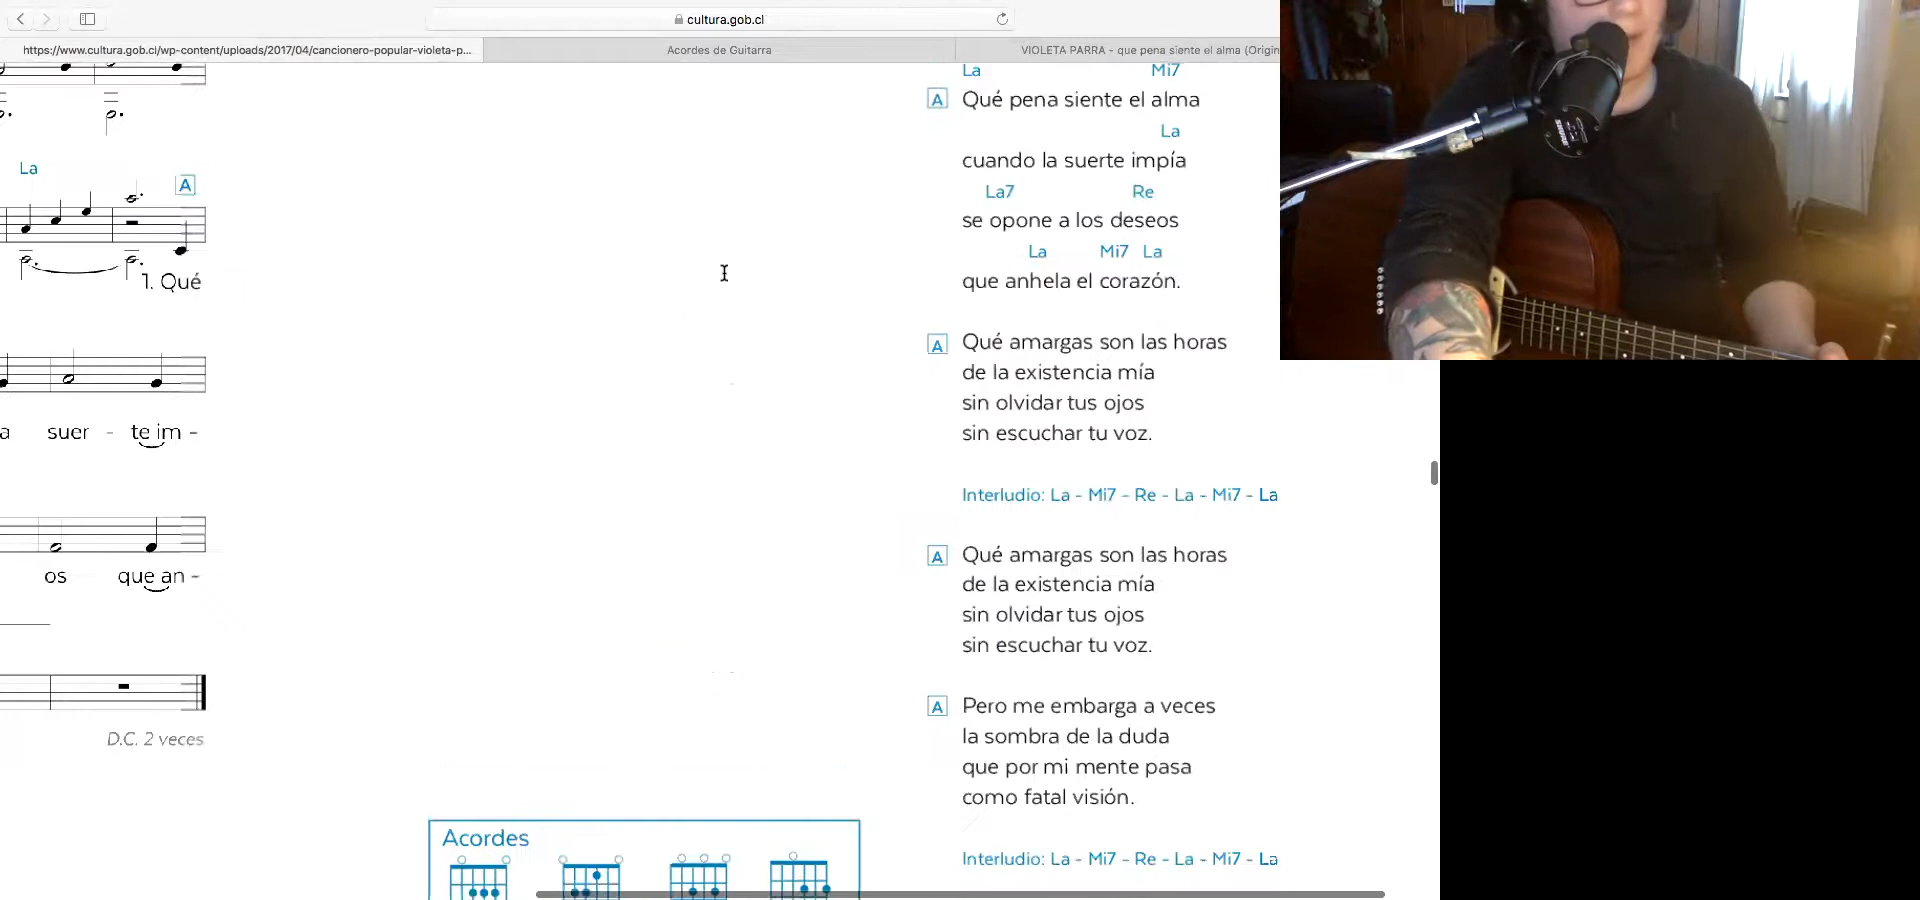 cultura.gob.cl
https://www.cultura.gob.cl/wp-content/uploads/2017/04/cancionero-popular-violeta-p...
Acordes de Guitarra
VIOLETA PARRA - que pena siente el alma (Origin
La
A
1. Qué
a suer - te im -
os que an -
D.C. 2 veces
Acordes
La Mi7
A Qué pena siente el alma
La
cuando la suerte impía
La7 Re
se opone a los deseos
La Mi7 La
que anhela el corazón.
A Qué amargas son las horas
de la existencia mía
sin olvidar tus ojos
sin escuchar tu voz.
Interludio: La - Mi7 - Re - La - Mi7 - La
A Qué amargas son las horas
de la existencia mía
sin olvidar tus ojos
sin escuchar tu voz.
A Pero me embarga a veces
la sombra de la duda
que por mi mente pasa
como fatal visión.
Interludio: La - Mi7 - Re - La - Mi7 - La